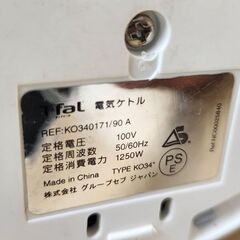 T-fal 電気ケトル
REF:KO340171/90 A
定格電圧 100V
定格周波数 50/60Hz
定格消費電力 1250W
Made in China TYPE KO34*
株式会社 グループセブ ジャパン
PS
E